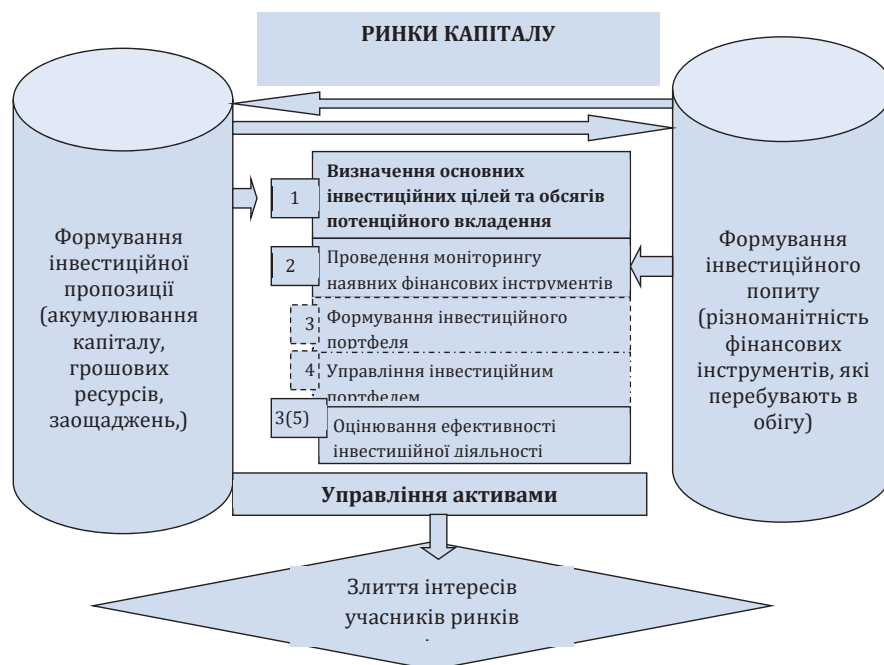 РИНКИ КАПІТАЛУ
Формування
інвестиційної
пропозиції
(акумулювання
капіталу,
грошових
ресурсів,
заощаджень,)
1
Визначення основних
інвестиційних цілей та обсягів
потенційного вкладення
2
Проведення моніторингу
наявних фінансових інструментів
3
Формування інвестиційного
портфеля
4
Управління інвестиційним
портфелем
3(5)
Оцінювання ефективності
інвестиційної діяльності
Формування
інвестиційного
попиту
(різноманітність
фінансових
інструментів, які
перебувають в
обігу)
Управління активами
Злиття інтересів
учасників ринків